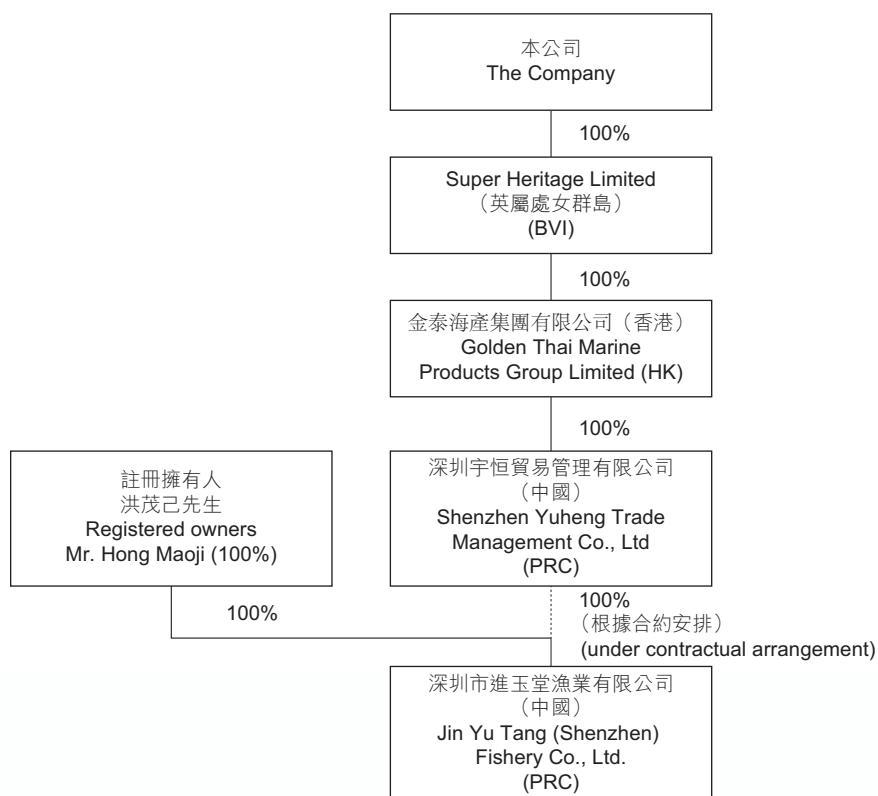 本公司
The Company
100%
Super Heritage Limited
（英屬處女群島）
(BVI)
100%
金泰海產集團有限公司（香港）
Golden Thai Marine
Products Group Limited (HK)
100%
註冊擁有人
洪茂己先生
Registered owners
Mr. Hong Maoji (100%)
深圳宇恒貿易管理有限公司
（中國）
Shenzhen Yuheng Trade
Management Co., Ltd
(PRC)
100%
100%
（根據合約安排）
(under contractual arrangement)
深圳市進玉堂漁業有限公司
（中國）
Jin Yu Tang (Shenzhen)
Fishery Co., Ltd.
(PRC)